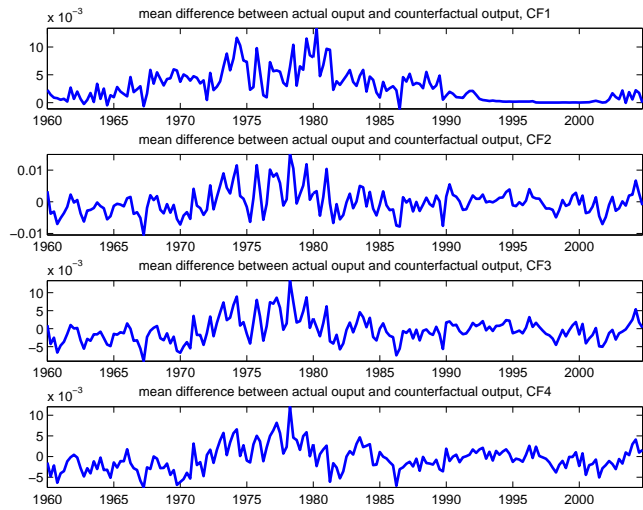 mean difference between actual ouput and counterfactual output, CF1
x 10⁻³
10
5
0
1960 1965 1970 1975 1980 1985 1990 1995 2000
mean difference between actual ouput and counterfactual output, CF2
0.01
0
−0.01
1960 1965 1970 1975 1980 1985 1990 1995 2000
mean difference between actual ouput and counterfactual output, CF3
x 10⁻³
10
5
0
−5
1960 1965 1970 1975 1980 1985 1990 1995 2000
mean difference between actual ouput and counterfactual output, CF4
x 10⁻³
10
5
0
−5
1960 1965 1970 1975 1980 1985 1990 1995 2000